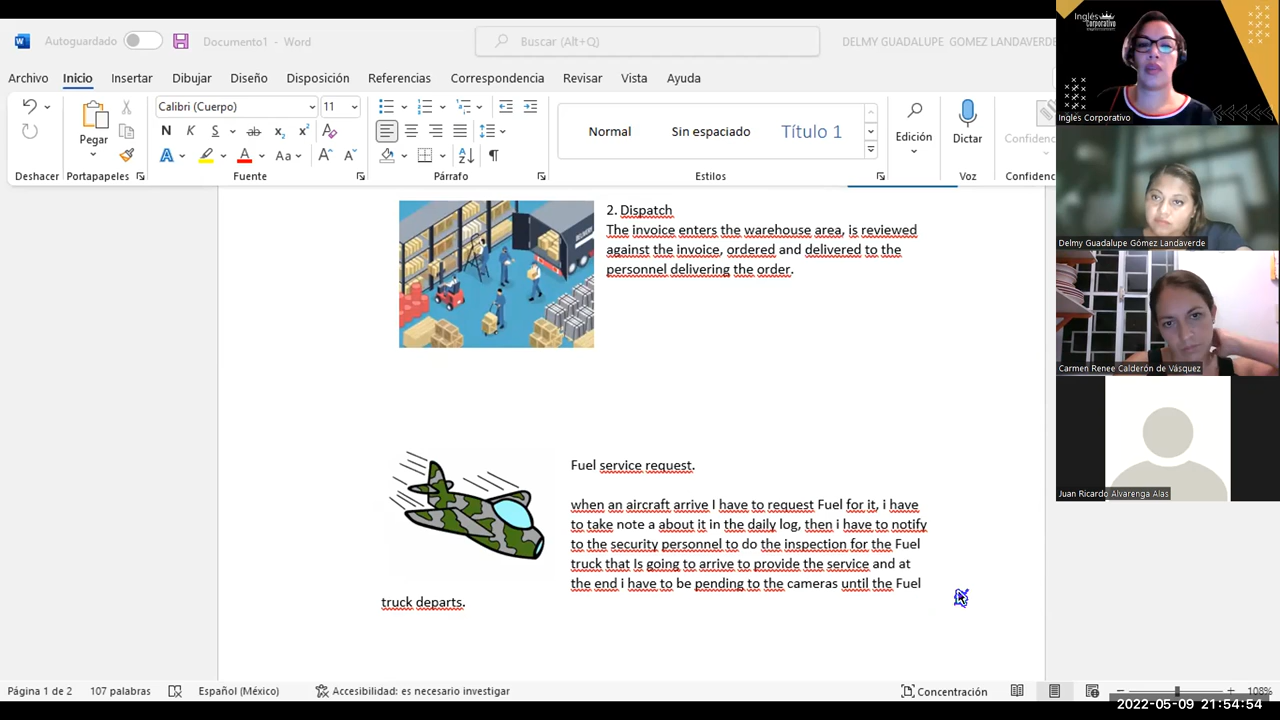 Autoguardado
Documento1 - Word
Buscar (Alt+Q)
DELMY GUADALUPE GOMEZ LANDAVERDE
Archivo Inicio Insertar Dibujar Diseño Disposición Referencias Correspondencia Revisar Vista Ayuda
Calibri (Cuerpo) 11
N K S ab x₂ x²
A A Aa A A
Pegar
Normal
Sin espaciado
Título 1
Edición
Dictar
Confidenc
Deshacer Portapapeles Fuente Párrafo Estilos Voz Confidenc
2. Dispatch
The invoice enters the warehouse area, is reviewed
against the invoice, ordered and delivered to the
personnel delivering the order.
Fuel service request.
when an aircraft arrive I have to request Fuel for it, i have
to take note a about it in the daily log, then i have to notify
to the security personnel to do the inspection for the Fuel
truck that Is going to arrive to provide the service and at
the end i have to be pending to the cameras until the Fuel
truck departs.
Página 1 de 2 107 palabras Español (México) Accesibilidad: es necesario investigar Concentración 108%
Inglés
Corporativo
Ingles Corporativo
Delmy Guadalupe Gómez Landaverde
Carmen Renee Calderón de Vásquez
Juan Ricardo Alvarenga Alas
2022-05-09 21:54:54